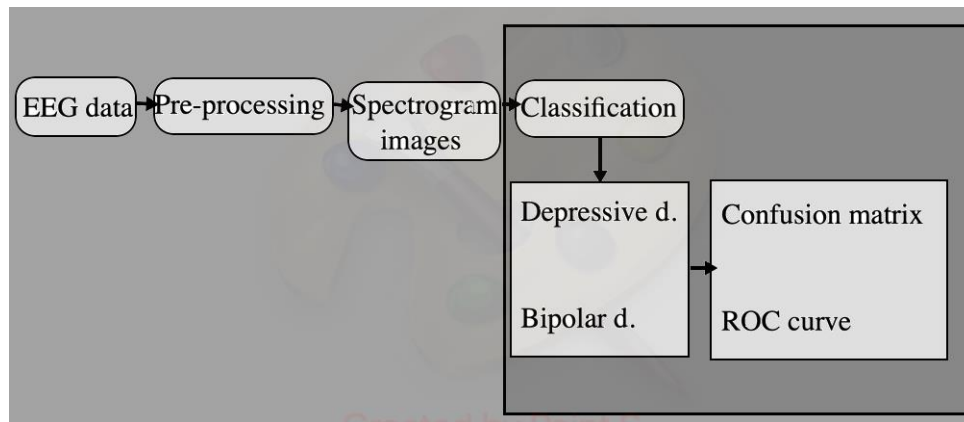 EEG data
Pre-processing
Spectrogram
images
Classification
Depressive d.
Bipolar d.
Confusion matrix
ROC curve